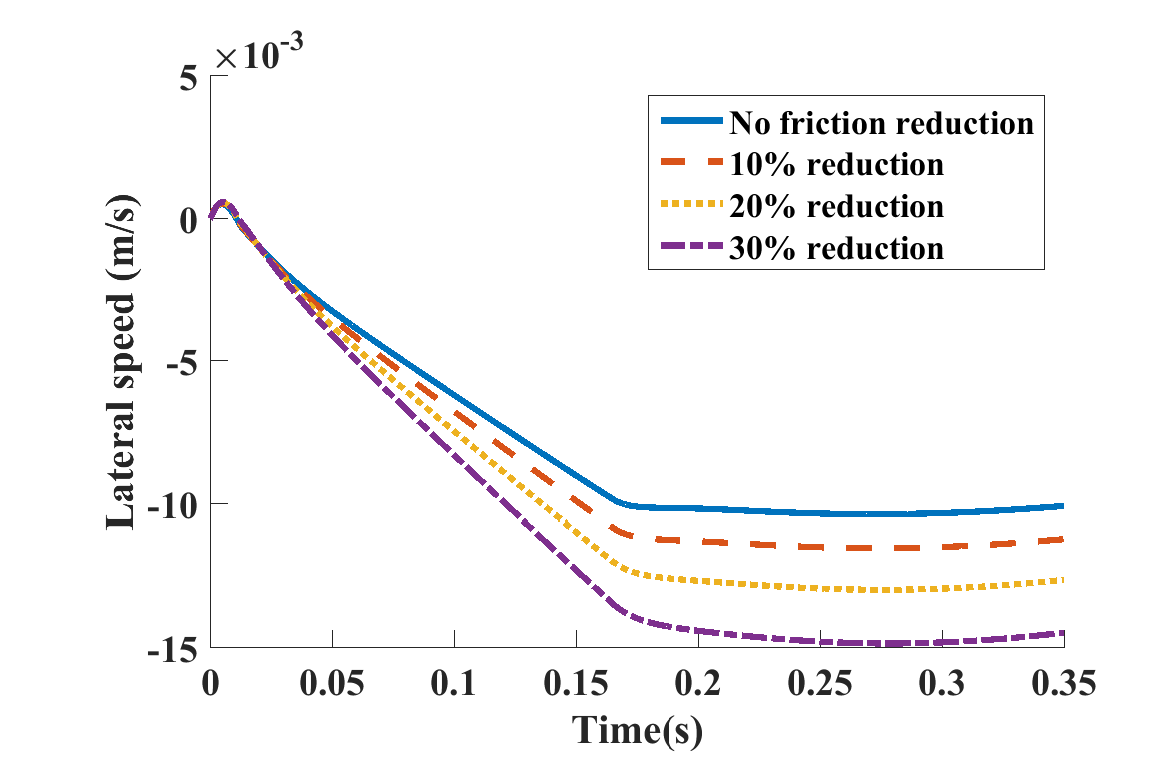 ×10-3
5
0
-5
-10
-15
Lateral speed (m/s)
No friction reduction
10% reduction
20% reduction
30% reduction
0 0.05 0.1 0.15 0.2 0.25 0.3 0.35
Time(s)